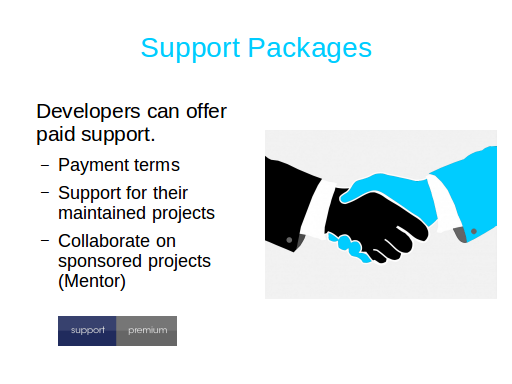 Support Packages
Developers can offer
paid support.
– Payment terms
– Support for their
maintained projects
– Collaborate on
sponsored projects
(Mentor)
support premium